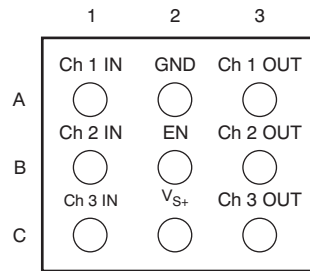 1 2 3
Ch 1 IN GND Ch 1 OUT
A
Ch 2 IN EN Ch 2 OUT
B
Ch 3 IN VS+ Ch 3 OUT
C